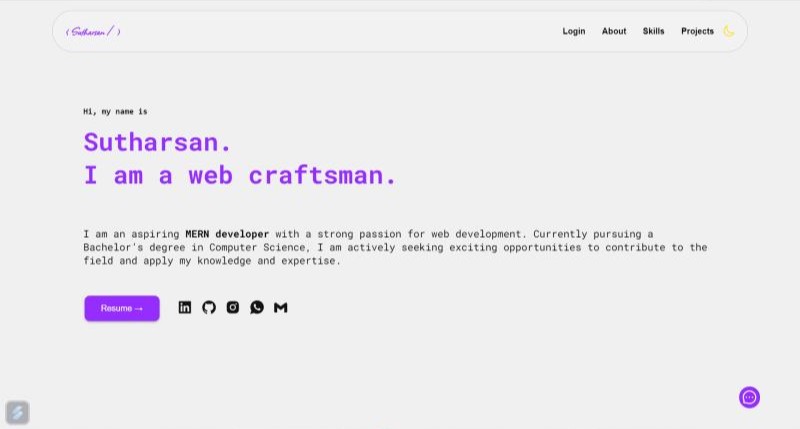 ( Sutharsan / )
Login About Skills Projects
Hi, my name is
Sutharsan.
I am a web craftsman.
I am an aspiring MERN developer with a strong passion for web development. Currently pursuing a
Bachelor's degree in Computer Science, I am actively seeking exciting opportunities to contribute to the
field and apply my knowledge and expertise.
Resume →